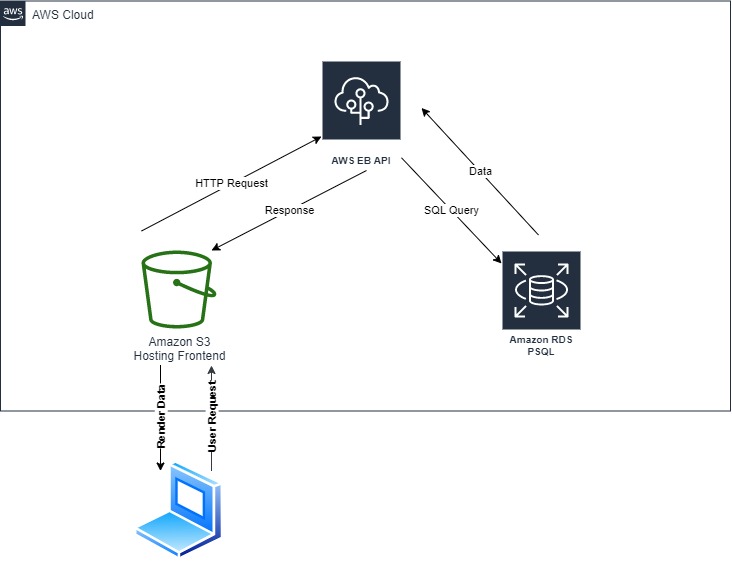 aws
AWS Cloud
AWS EB API
HTTP Request
Data
Response
SQL Query
Amazon S3
Hosting Frontend
Amazon RDS
PSQL
Render Data
User Request